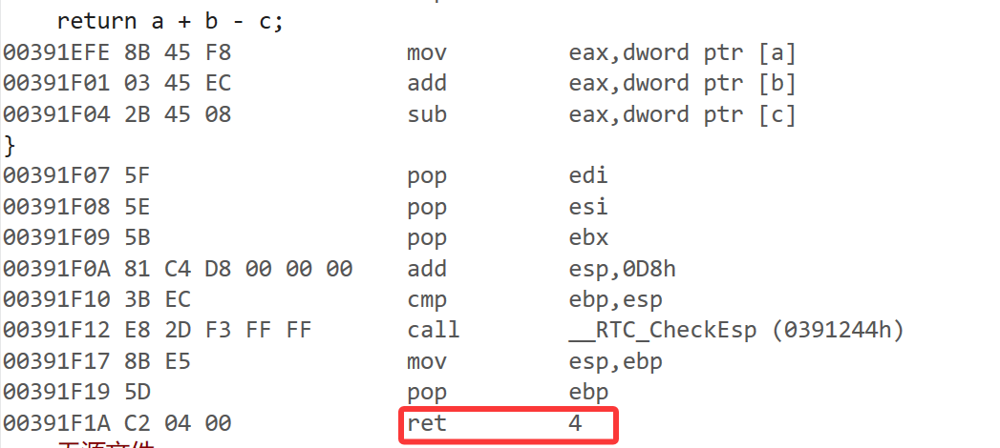 return a + b - c;
00391EFE 8B 45 F8 mov eax,dword ptr [a]
00391F01 03 45 EC add eax,dword ptr [b]
00391F04 2B 45 08 sub eax,dword ptr [c]
}
00391F07 5F pop edi
00391F08 5E pop esi
00391F09 5B pop ebx
00391F0A 81 C4 D8 00 00 00 add esp,0D8h
00391F10 3B EC cmp ebp,esp
00391F12 E8 2D F3 FF FF call __RTC_CheckEsp (0391244h)
00391F17 8B E5 mov esp,ebp
00391F19 5D pop ebp
00391F1A C2 04 00 ret 4